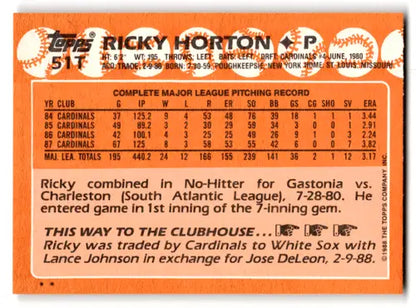 Topps
51T
RICKY HORTON ✦ P
HT: 6'2" WT: 195 THROWS: LEFT BATS: LEFT DRFT: CARDINALS #4-JUNE, 1980
ACQ: TRADE, 2-9-88 BORN: 7-30-59, POUGHKEEPSIE, NEW YORK HOME: ST. LOUIS, MISSOURI
COMPLETE MAJOR LEAGUE PITCHING RECORD
YR CLUB G IP W L R ER SO BB GS CG SHO SV ERA
84 CARDINALS 37 125.2 9 4 53 48 76 39 18 1 1 1 3.44
85 CARDINALS 49 89.2 3 2 30 29 59 34 3 0 0 1 2.91
86 CARDINALS 42 100.1 4 3 25 25 49 26 9 1 0 3 2.24
87 CARDINALS 67 125 8 3 58 53 55 42 6 0 0 7 3.82
MAJ. LEA. TOTALS 195 440.2 24 12 166 155 239 141 36 2 1 12 3.17
Ricky combined in No-Hitter for Gastonia vs.
Charleston (South Atlantic League), 7-28-80. He
entered game in 1st inning of the 7-inning gem.
THIS WAY TO THE CLUBHOUSE...
Ricky was traded by Cardinals to White Sox with
Lance Johnson in exchange for Jose DeLeon, 2-9-88.
* *
©1988 THE TOPPS COMPANY, INC.